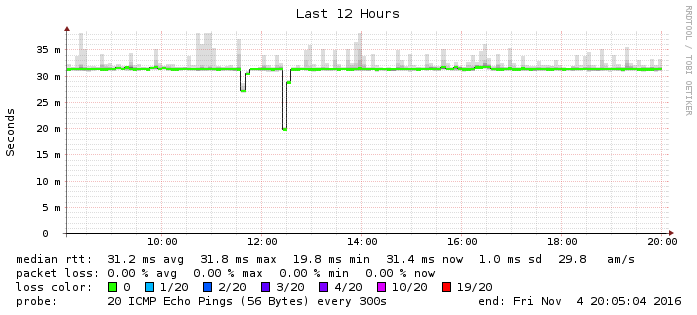 Last 12 Hours
RRDTOOL / TOBI OETIKER
Seconds
35 m
30 m
25 m
20 m
15 m
10 m
5 m
0
10:00 12:00 14:00 16:00 18:00 20:00
median rtt: 31.2 ms avg 31.8 ms max 19.8 ms min 31.4 ms now 1.0 ms sd 29.8 am/s
packet loss: 0.00 % avg 0.00 % max 0.00 % min 0.00 % now
loss color: 0 1/20 2/20 3/20 4/20 10/20 19/20
probe: 20 ICMP Echo Pings (56 Bytes) every 300s end: Fri Nov 4 20:05:04 2016